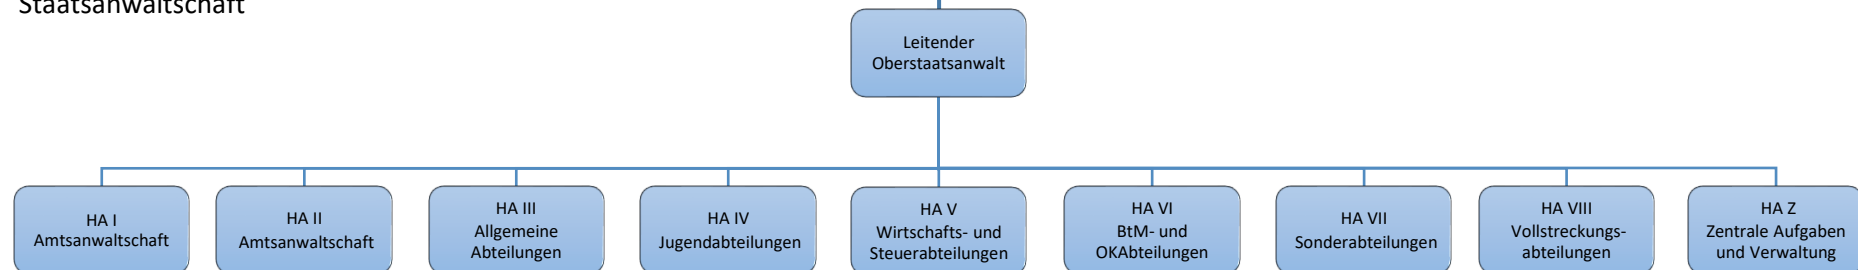 Staatsanwaltschaft
Leitender
Oberstaatsanwalt
HA I
Amtsanwaltschaft
HA II
Amtsanwaltschaft
HA III
Allgemeine
Abteilungen
HA IV
Jugendabteilungen
HA V
Wirtschafts- und
Steuerabteilungen
HA VI
BtM- und
OKAbteilungen
HA VII
Sonderabteilungen
HA VIII
Vollstreckungs-
abteilungen
HA Z
Zentrale Aufgaben
und Verwaltung